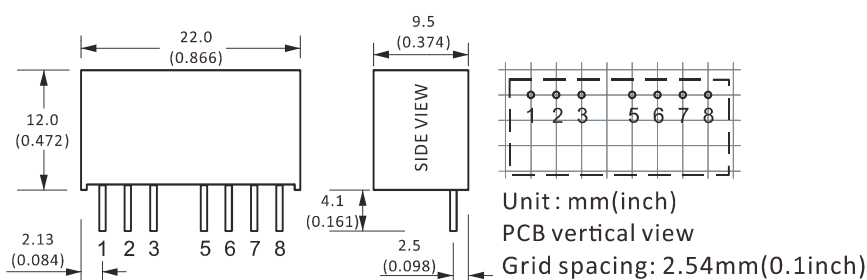 22.0
(0.866)
12.0
(0.472)
2.13
(0.084)
1 2 3 5 6 7 8
9.5
(0.374)
SIDE VIEW
4.1
(0.161)
2.5
(0.098)
1 2 3 5 6 7 8
Unit: mm(inch)
PCB vertical view
Grid spacing: 2.54mm(0.1inch)